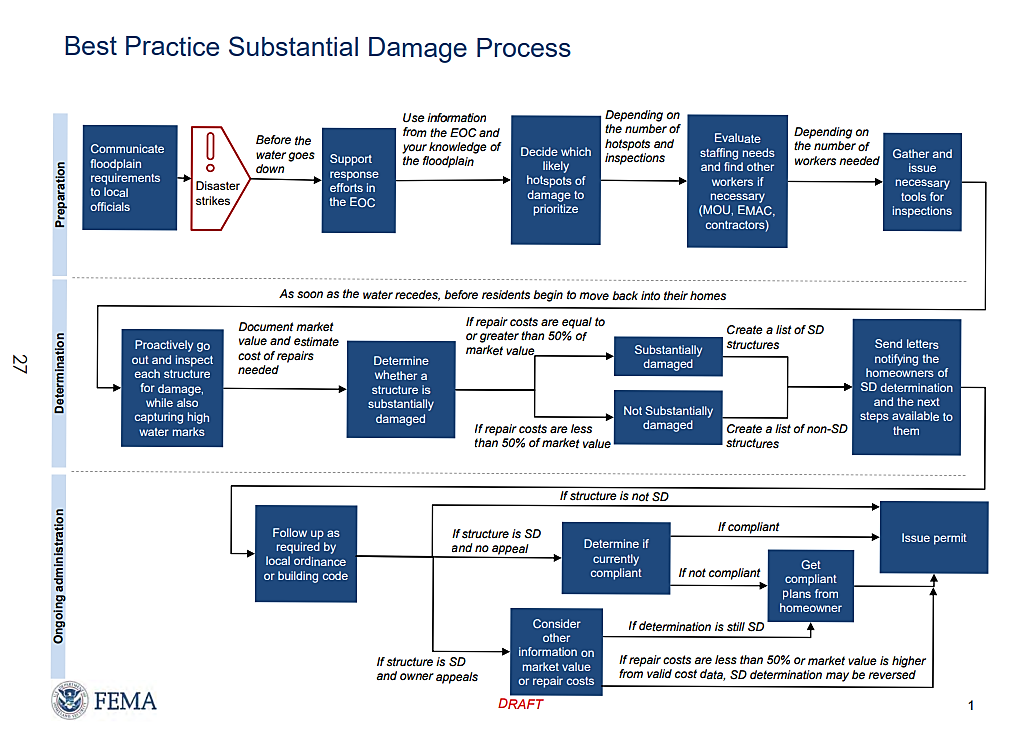 Best Practice Substantial Damage Process
Preparation
Communicate
floodplain
requirements
to local
officials
Disaster
strikes
Before the
water goes
down
Support
response
efforts in
the EOC
Use information
from the EOC and
your knowledge of
the floodplain
Decide which
likely
hotspots of
damage to
prioritize
Depending on
the number of
hotspots and
inspections
Evaluate
staffing needs
and find other
workers if
necessary
(MOU, EMAC,
contractors)
Depending on
the number of
workers needed
Gather and
issue
necessary
tools for
inspections
As soon as the water recedes, before residents begin to move back into their homes
Determination
Proactively go
out and inspect
each structure
for damage,
while also
capturing high
water marks
Document market
value and estimate
cost of repairs
needed
Determine
whether a
structure is
substantially
damaged
If repair costs are equal to
or greater than 50% of
market value
Substantially
damaged
Create a list of SD
structures
If repair costs are less
than 50% of market value
Not Substantially
damaged
Create a list of non-SD
structures
Send letters
notifying the
homeowners of
SD determination
and the next
steps available to
them
27
Ongoing administration
Follow up as
required by
local ordinance
or building code
If structure is not SD
If structure is SD
and no appeal
Determine if
currently
compliant
If compliant
Issue permit
If not compliant
Get
compliant
plans from
homeowner
If structure is SD
and owner appeals
Consider
other
information on
market value
or repair costs
If determination is still SD
If repair costs are less than 50% or market value is higher
from valid cost data, SD determination may be reversed
FEMA
DRAFT
1